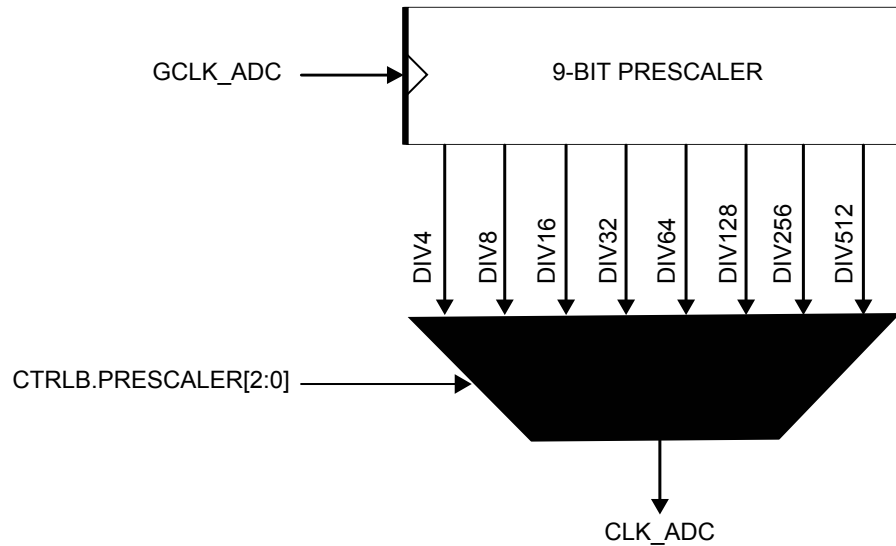 GCLK_ADC
9-BIT PRESCALER
DIV4
DIV8
DIV16
DIV32
DIV64
DIV128
DIV256
DIV512
CTRLB.PRESCALER[2:0]
CLK_ADC